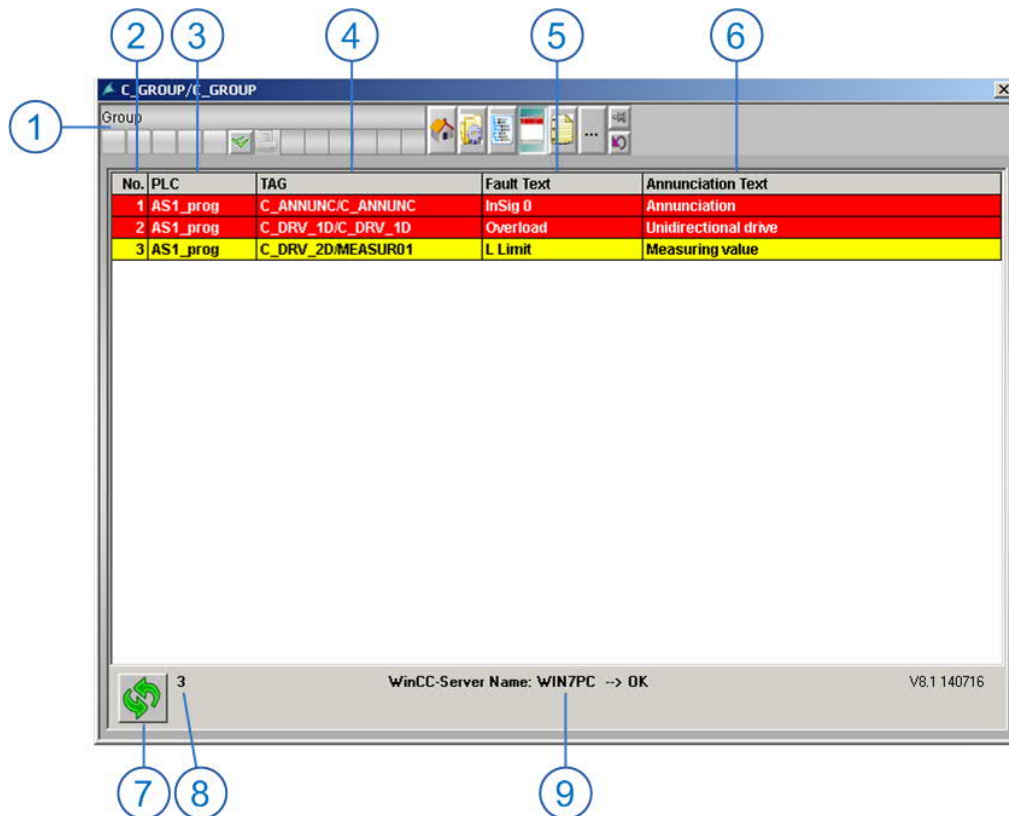 2 3 4 5 6
C_GROUP/C_GROUP
1 Group
...
No. PLC TAG Fault Text Annunciation Text
1 AS1_prog C_ANNUNC/C_ANNUNC InSig 0 Annunciation
2 AS1_prog C_DRV_1D/C_DRV_1D Overload Unidirectional drive
3 AS1_prog C_DRV_2D/MEASUR01 L Limit Measuring value
3 WinCC-Server Name: WIN7PC --> OK V8.1 140716
7 8 9